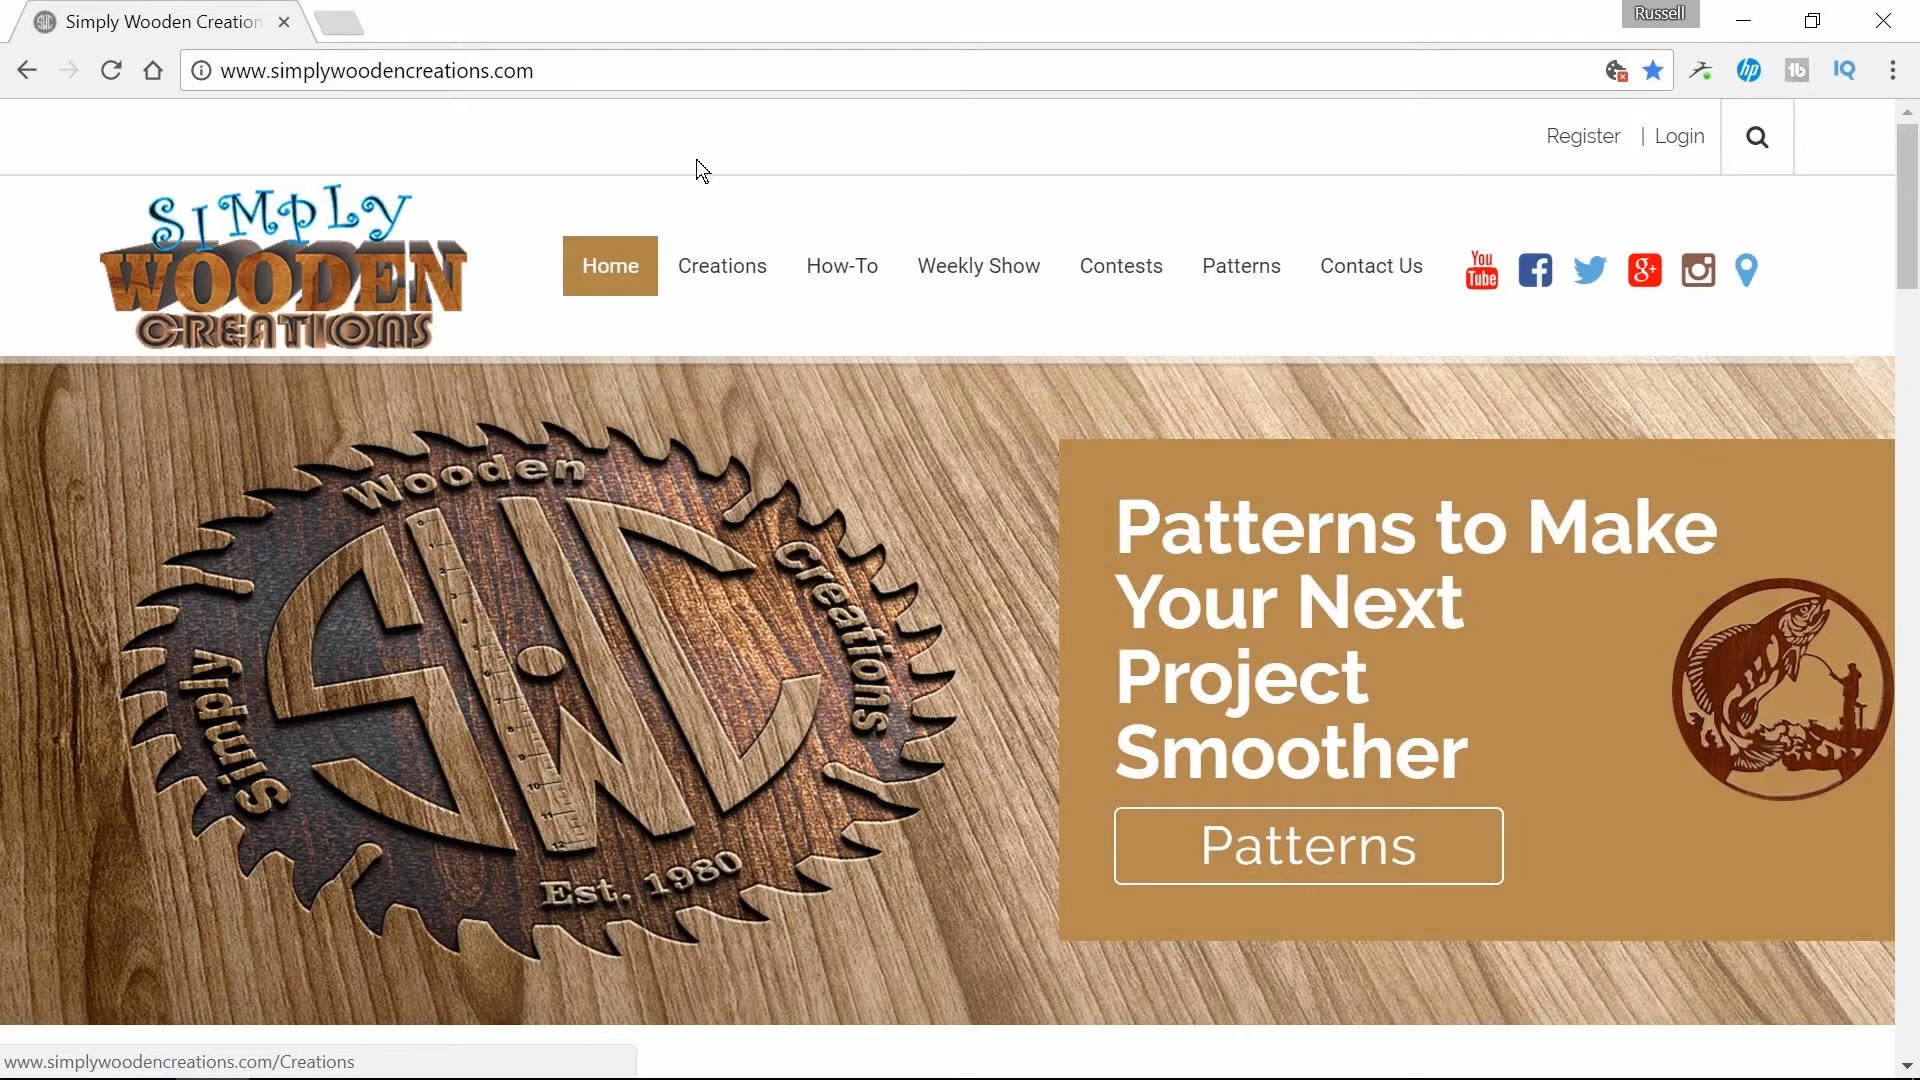 Simply Wooden Creation
Russell
www.simplywoodencreations.com
Register | Login
SIMPLY
WOODEN
CREATIONS
Home Creations How-To Weekly Show Contests Patterns Contact Us
You
Tube
Wooden
Creations
Simply
SWC
Est. 1980
Patterns to Make
Your Next
Project
Smoother
Patterns
www.simplywoodencreations.com/Creations